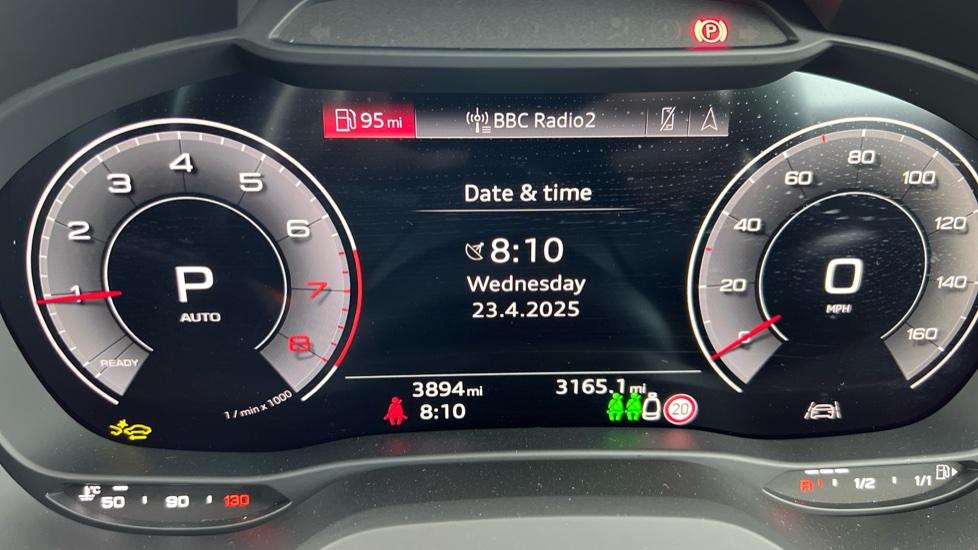 P
95 mi BBC Radio2
Date & time
8:10
Wednesday
23.4.2025
1 2 3 4 5 6 7 8
P
AUTO
READY
1 / min x 1000
0 20 40 60 80 100 120 140 160
0
MPH
3894 mi
8:10
3165.1 mi
20
°C 50 90 130
R 1/2 1/1